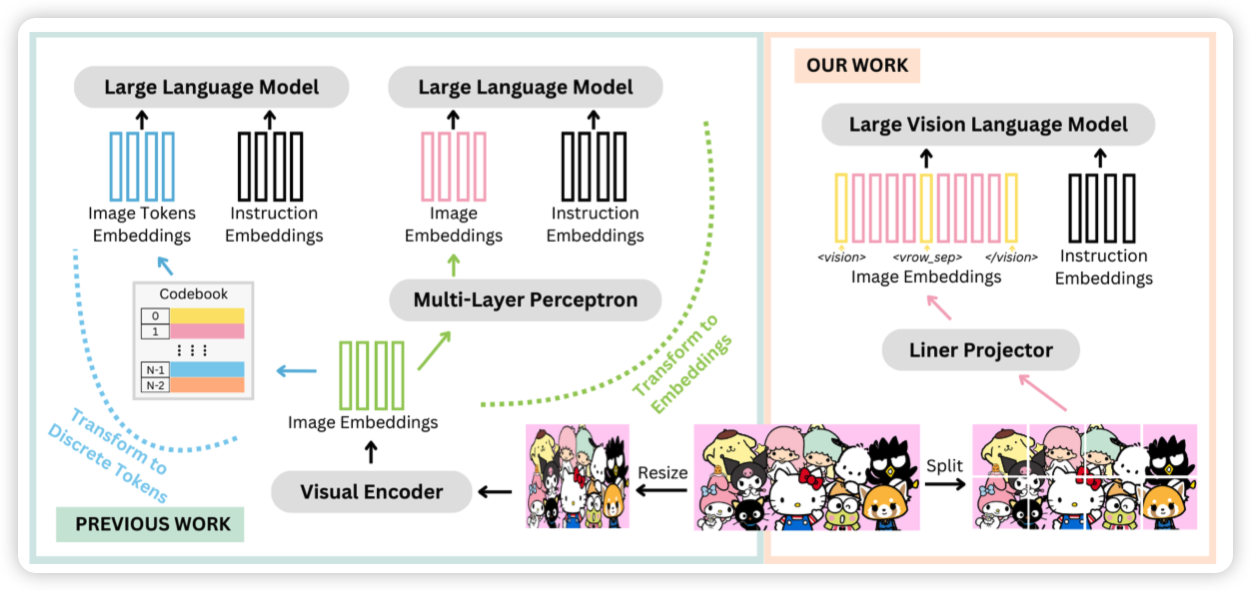 Large Language Model
Large Language Model
Image Tokens
Embeddings
Instruction
Embeddings
Image
Embeddings
Instruction
Embeddings
Codebook
0
1
N-1
N-2
Multi-Layer Perceptron
Transform to
Embeddings
Image Embeddings
Transform to
Discrete Tokens
Visual Encoder
Resize
PREVIOUS WORK
OUR WORK
Large Vision Language Model
<vision>
<vrow_sep>
</vision>
Image Embeddings
Instruction
Embeddings
Liner Projector
Split